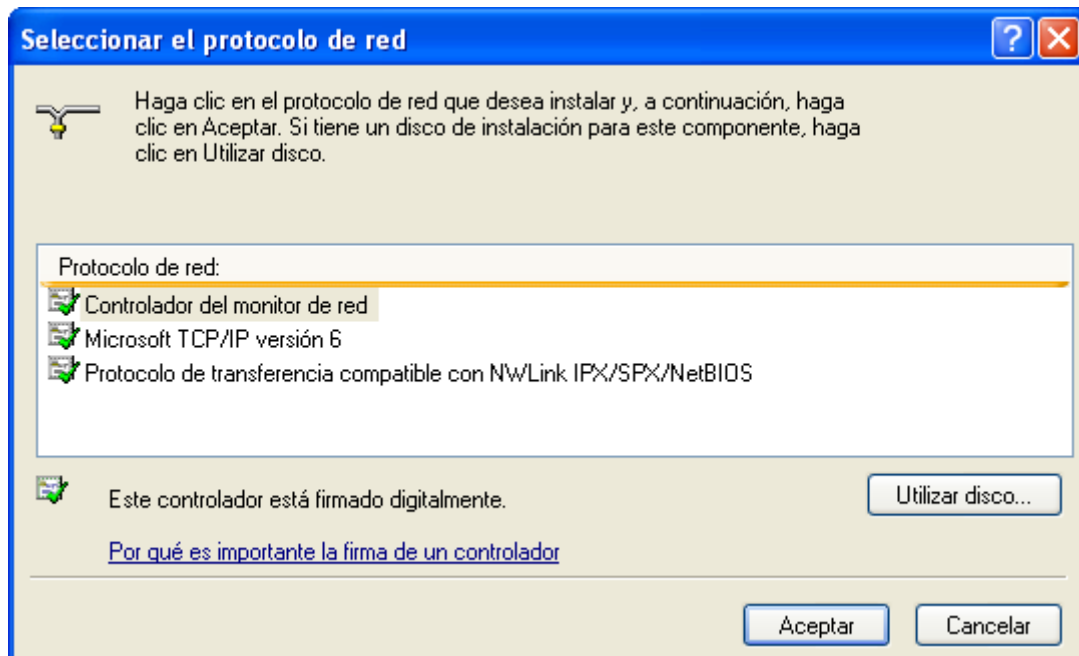 Seleccionar el protocolo de red
Haga clic en el protocolo de red que desea instalar y, a continuación, haga
clic en Aceptar. Si tiene un disco de instalación para este componente, haga
clic en Utilizar disco.
Protocolo de red:
Controlador del monitor de red
Microsoft TCP/IP versión 6
Protocolo de transferencia compatible con NWLink IPX/SPX/NetBIOS
Este controlador está firmado digitalmente.
Utilizar disco...
Por qué es importante la firma de un controlador
Aceptar
Cancelar